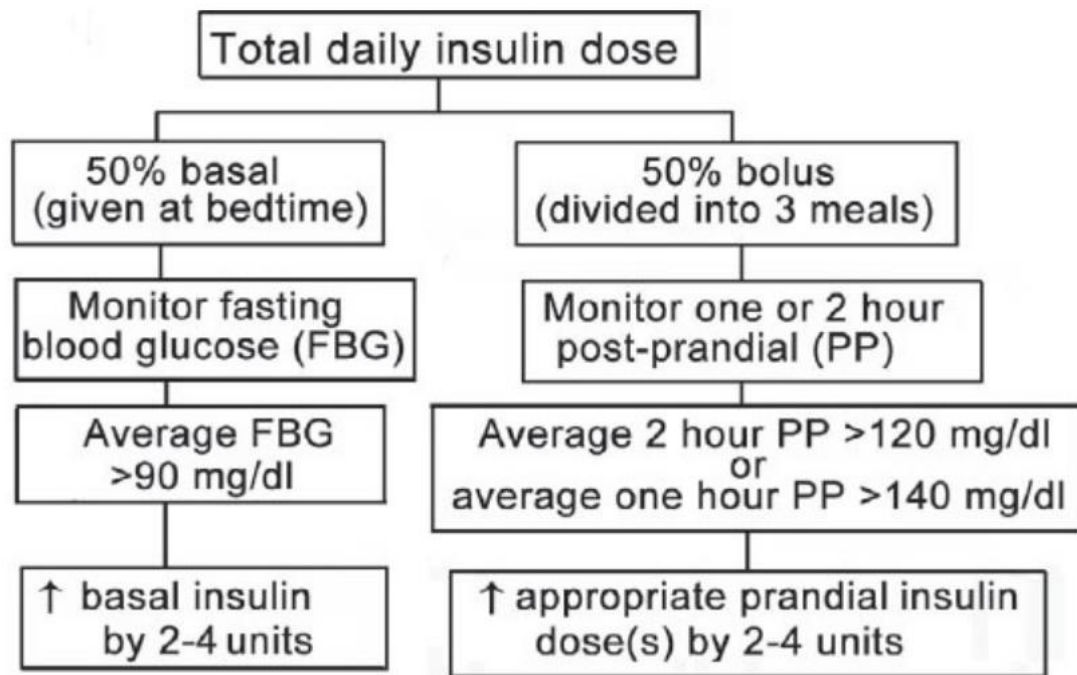 Total daily insulin dose
50% basal
(given at bedtime)
50% bolus
(divided into 3 meals)
Monitor fasting
blood glucose (FBG)
Monitor one or 2 hour
post-prandial (PP)
Average FBG
>90 mg/dl
Average 2 hour PP >120 mg/dl
or
average one hour PP >140 mg/dl
↑ basal insulin
by 2-4 units
↑ appropriate prandial insulin
dose(s) by 2-4 units